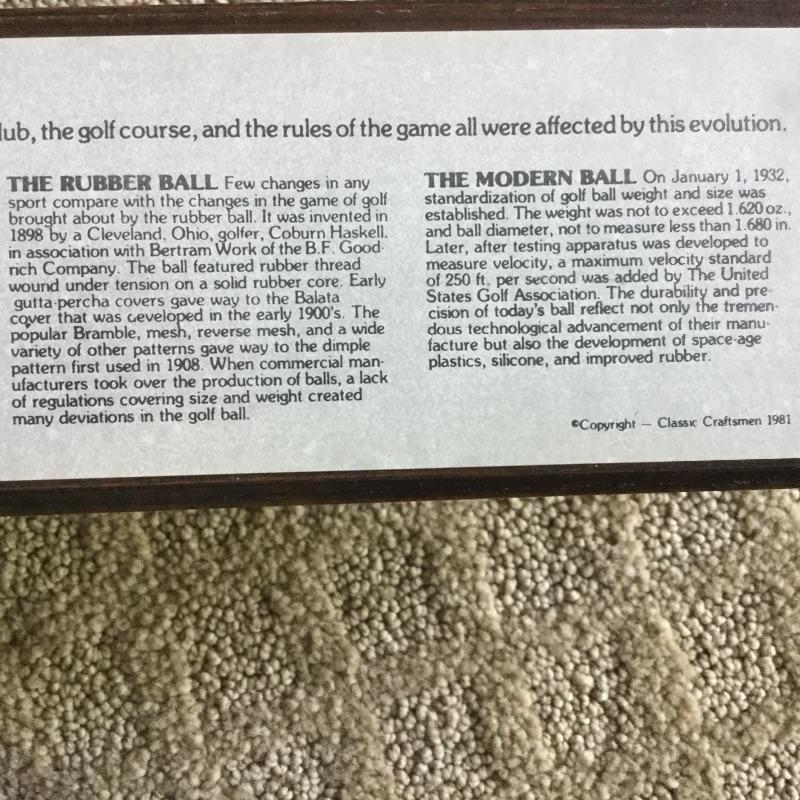 lub, the golf course, and the rules of the game all were affected by this evolution.
THE RUBBER BALL Few changes in any
sport compare with the changes in the game of golf
brought about by the rubber ball. It was invented in
1898 by a Cleveland, Ohio, golfer, Coburn Haskell.
in association with Bertram Work of the B.F. Good-
rich Company. The ball featured rubber thread
wound under tension on a solid rubber core. Early
gutta-percha covers gave way to the Balata
cover that was developed in the early 1900's. The
popular Bramble, mesh, reverse mesh, and a wide
variety of other patterns gave way to the dimple
pattern first used in 1908. When commercial man-
ufacturers took over the production of balls, a lack
of regulations covering size and weight created
many deviations in the golf ball.
THE MODERN BALL On January 1, 1932,
standardization of golf ball weight and size was
established. The weight was not to exceed 1.620 oz.,
and ball diameter, not to measure less than 1.680 in.
Later, after testing apparatus was developed to
measure velocity, a maximum velocity standard
of 250 ft. per second was added by The United
States Golf Association. The durability and pre-
cision of today's ball reflect not only the tremen-
dous technological advancement of their manu-
facture but also the development of space-age
plastics, silicone, and improved rubber.
©Copyright — Classic Craftsmen 1981